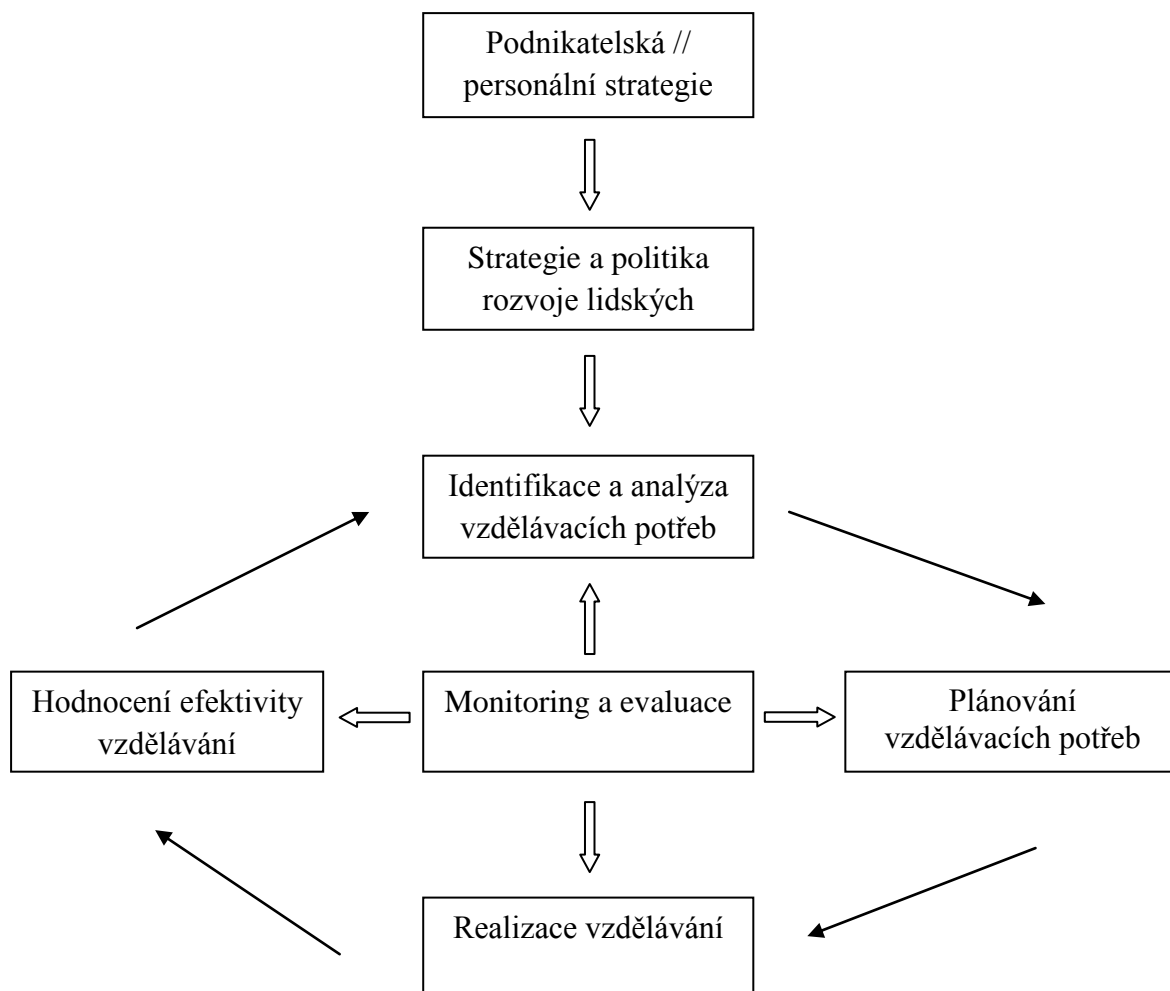 Podnikatelská //
personální strategie
Strategie a politika
rozvoje lidských
Identifikace a analýza
vzdělávacích potřeb
Hodnocení efektivity
vzdělávání
Monitoring a evaluace
Plánování
vzdělávacích potřeb
Realizace vzdělávání